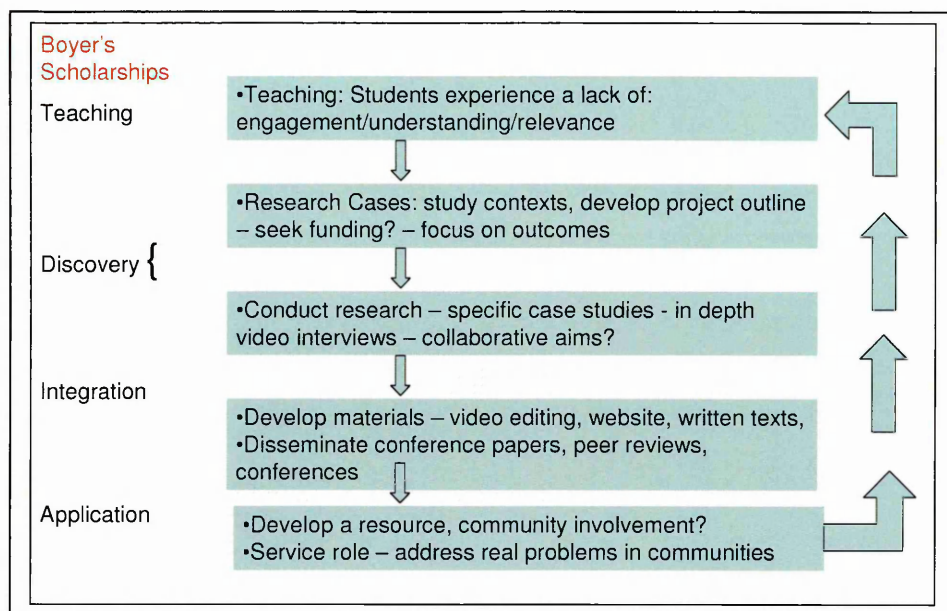 Boyer's
Scholarships
Teaching
•Teaching: Students experience a lack of:
engagement/understanding/relevance
•Research Cases: study contexts, develop project outline
– seek funding? – focus on outcomes
Discovery {
•Conduct research – specific case studies - in depth
video interviews – collaborative aims?
Integration
•Develop materials – video editing, website, written texts,
•Disseminate conference papers, peer reviews,
conferences
Application
•Develop a resource, community involvement?
•Service role – address real problems in communities